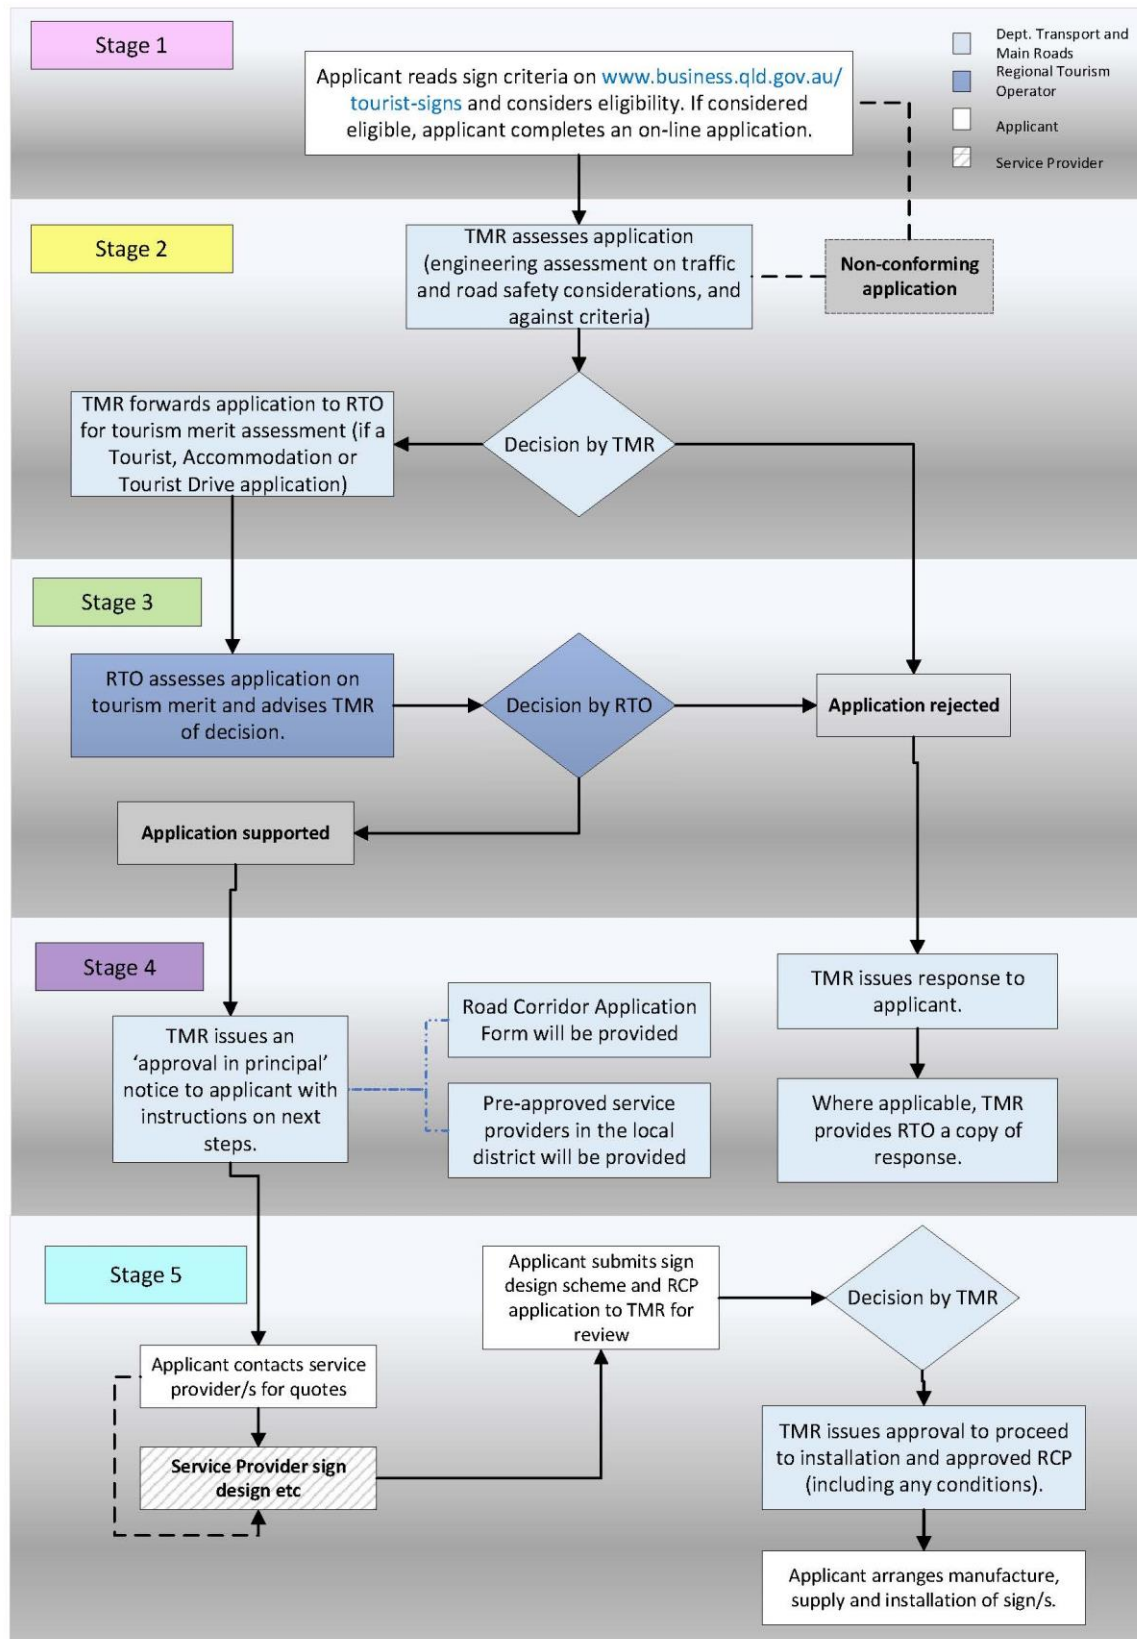 Stage 1
Dept. Transport and
Main Roads
Regional Tourism
Operator
Applicant
Service Provider
Applicant reads sign criteria on www.business.qld.gov.au/
tourist-signs and considers eligibility. If considered
eligible, applicant completes an on-line application.
Stage 2
TMR assesses application
(engineering assessment on traffic
and road safety considerations, and
against criteria)
Non-conforming
application
TMR forwards application to RTO
for tourism merit assessment (if a
Tourist, Accommodation or
Tourist Drive application)
Decision by TMR
Stage 3
RTO assesses application on
tourism merit and advises TMR
of decision.
Decision by RTO
Application rejected
Application supported
Stage 4
TMR issues an
‘approval in principal’
notice to applicant with
instructions on next
steps.
Road Corridor Application
Form will be provided
Pre-approved service
providers in the local
district will be provided
TMR issues response to
applicant.
Where applicable, TMR
provides RTO a copy of
response.
Stage 5
Applicant contacts service
provider/s for quotes
Service Provider sign
design etc
Applicant submits sign
design scheme and RCP
application to TMR for
review
Decision by TMR
TMR issues approval to proceed
to installation and approved RCP
(including any conditions).
Applicant arranges manufacture,
supply and installation of sign/s.